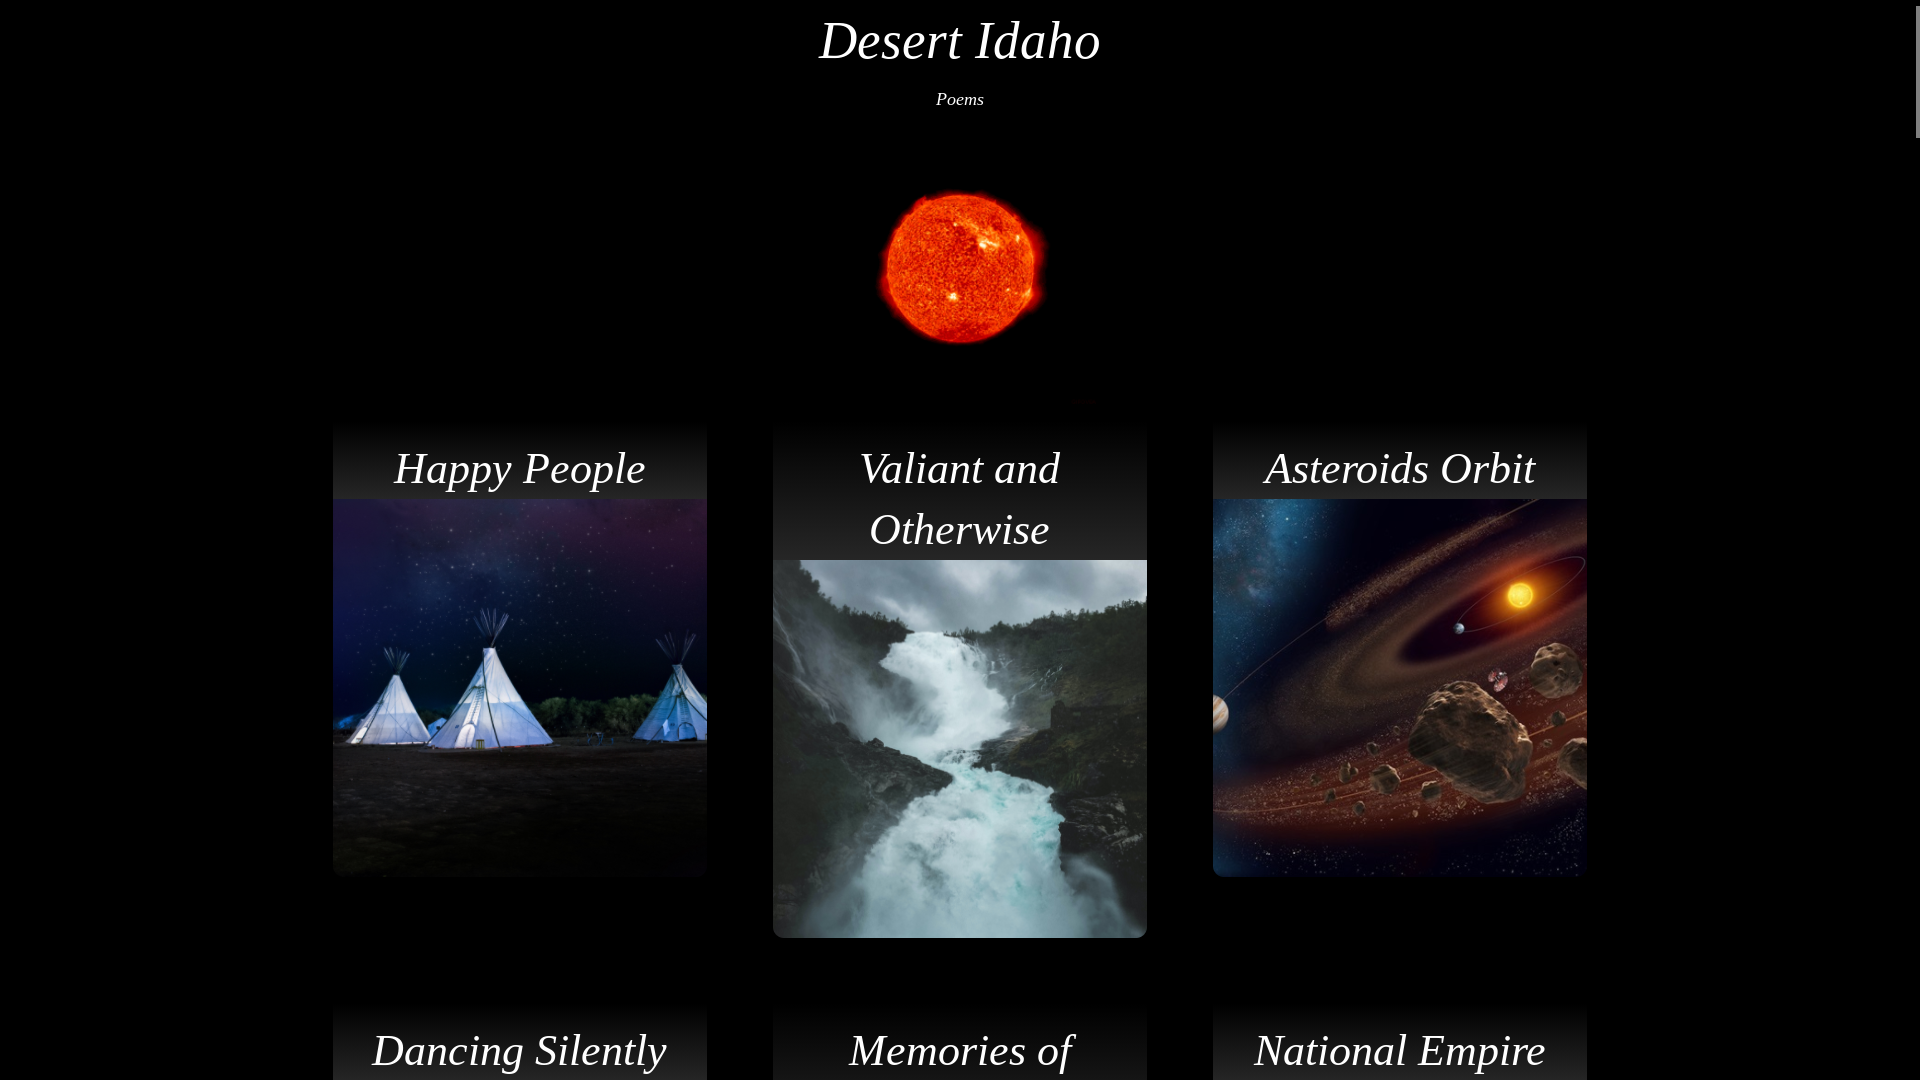 Desert Idaho
Poems
Happy People
Valiant and
Otherwise
Asteroids Orbit
Dancing Silently
Memories of
National Empire